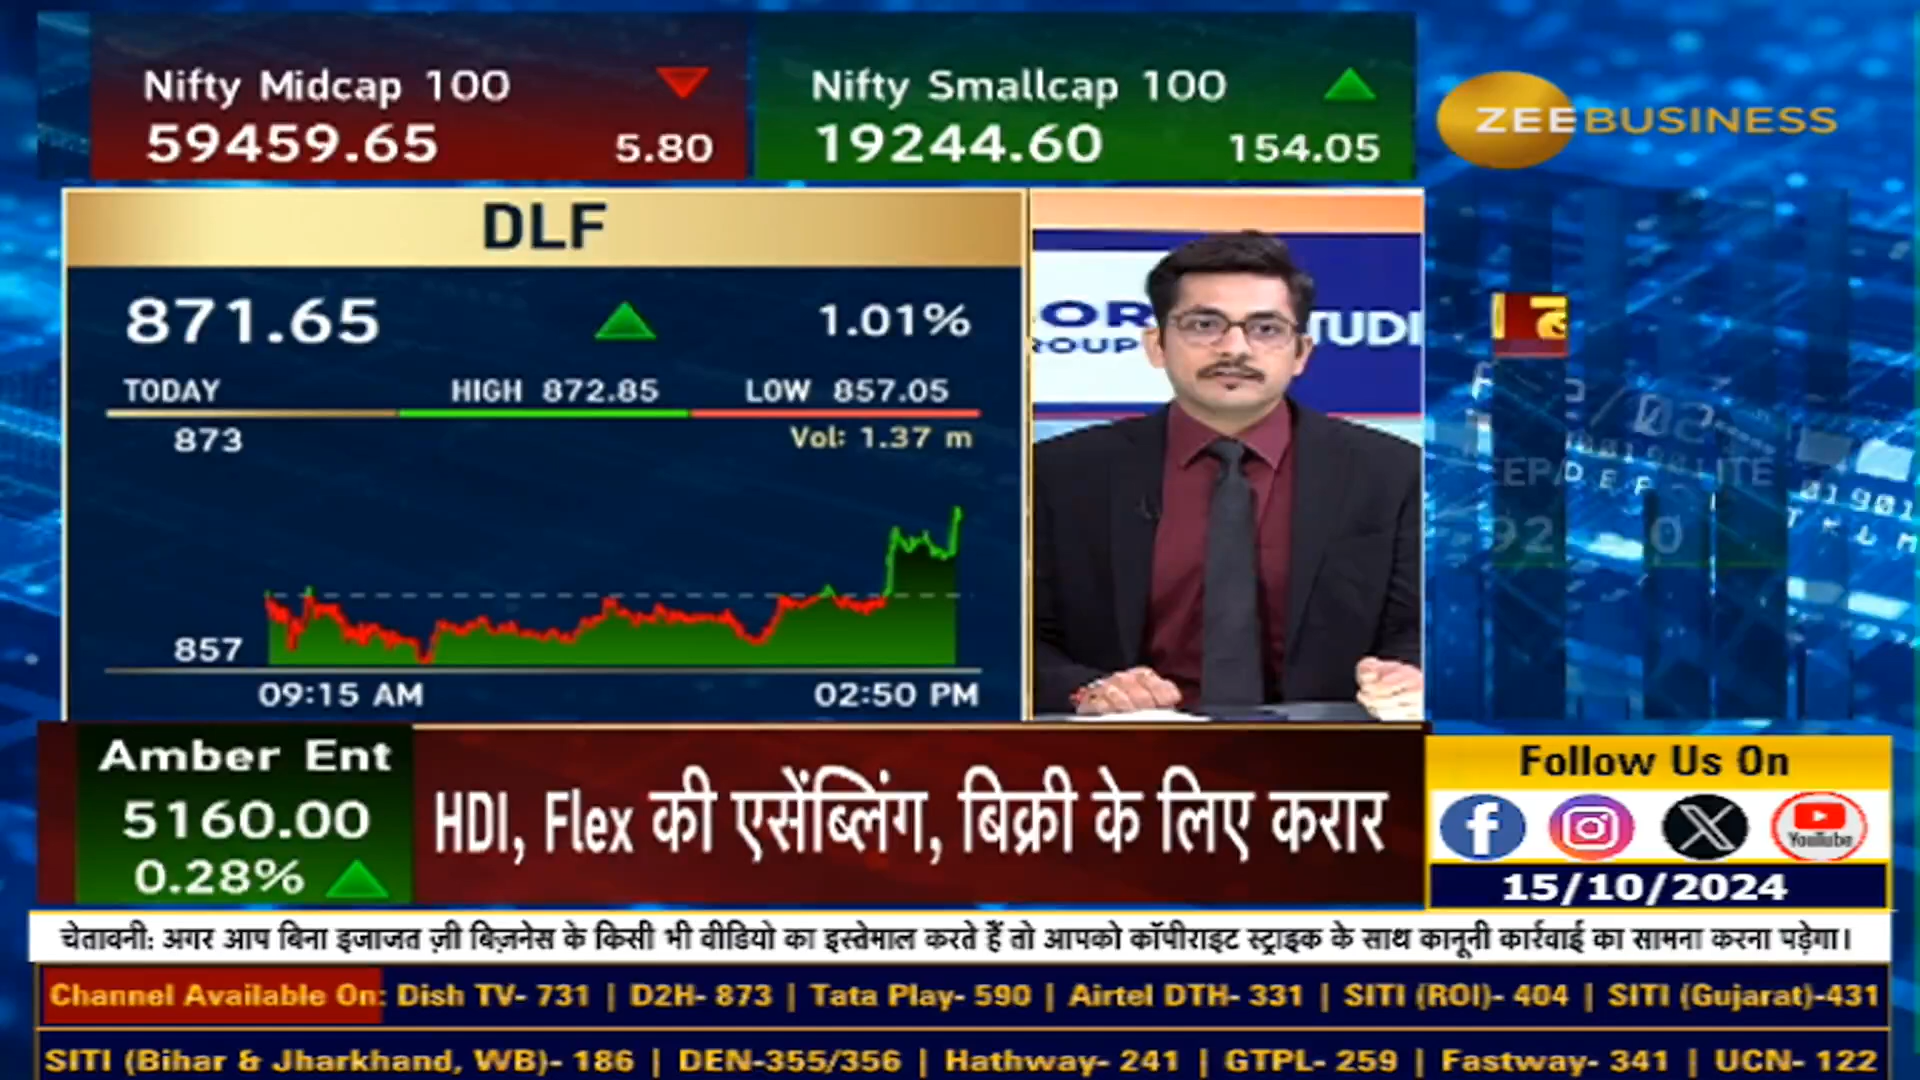 Nifty Midcap 100
59459.65 5.80
Nifty Smallcap 100
19244.60 154.05
ZEEBUSINESS
DLF
871.65 1.01%
TODAY HIGH 872.85 LOW 857.05
873 Vol: 1.37 m
857
09:15 AM 02:50 PM
Amber Ent
5160.00
0.28%
HDI, Flex की एसेंब्लिंग, बिक्री के लिए करार
Follow Us On
YouTube
15/10/2024
चेतावनी: अगर आप बिना इजाजत ज़ी बिज़नेस के किसी भी वीडियो का इस्तेमाल करते हैं तो आपको कॉपीराइट स्ट्राइक के साथ कानूनी कार्रवाई का सामना करना पड़ेगा।
Channel Available On: Dish TV- 731 | D2H- 873 | Tata Play- 590 | Airtel DTH- 331 | SITI (ROI)- 404 | SITI (Gujarat)-431
SITI (Bihar & Jharkhand, WB)- 186 | DEN-355/356 | Hathway- 241 | GTPL- 259 | Fastway- 341 | UCN- 122